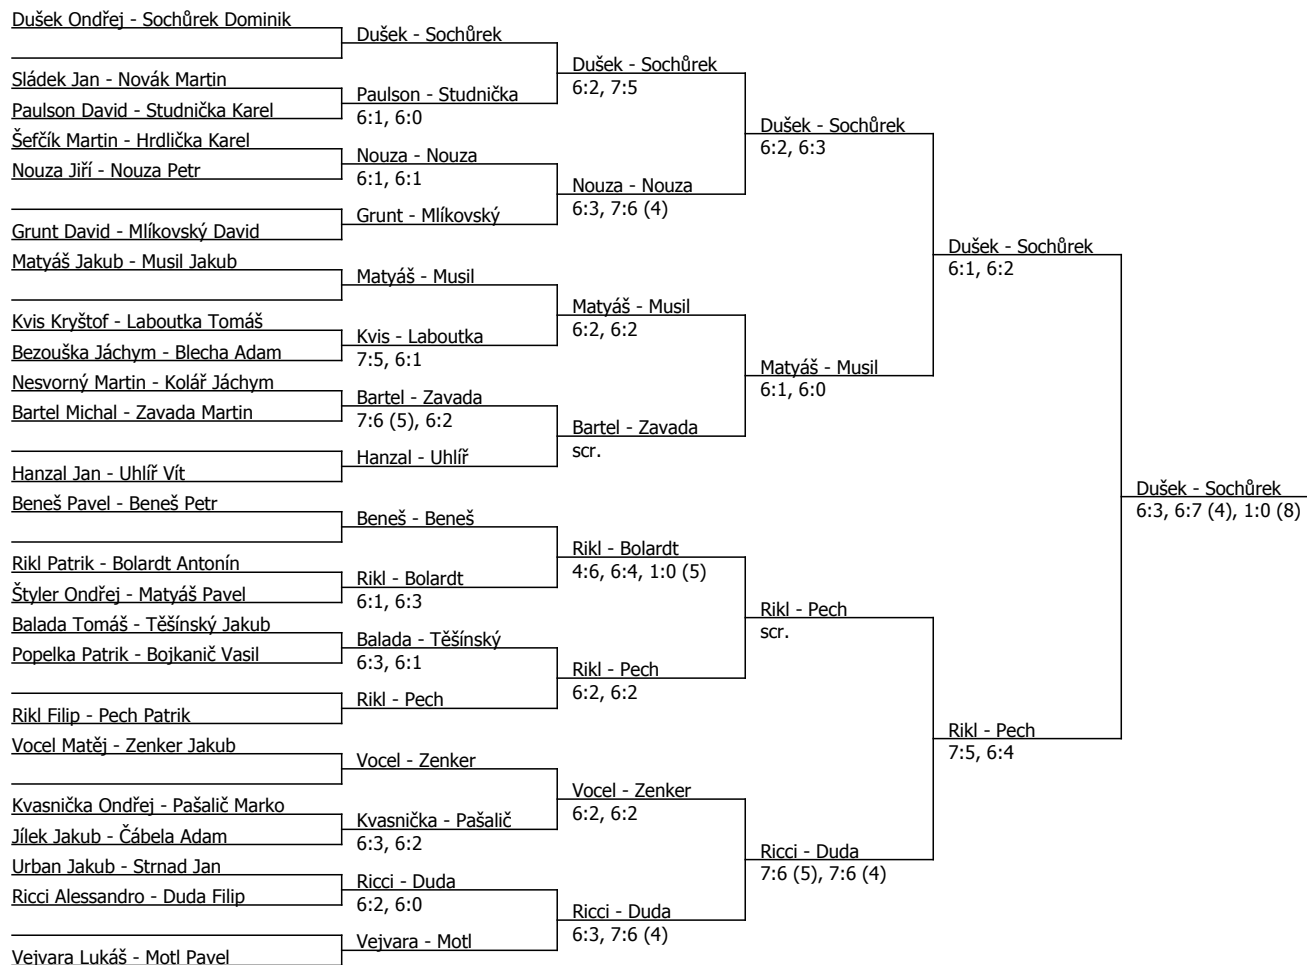 Dušek Ondřej - Sochůrek Dominik
Sládek Jan - Novák Martin
Paulson David - Studnička Karel
Šefčík Martin - Hrdlička Karel
Nouza Jiří - Nouza Petr
Grunt David - Mlíkovský David
Matyáš Jakub - Musil Jakub
Kvis Kryštof - Laboutka Tomáš
Bezouška Jáchym - Blecha Adam
Nesvorný Martin - Kolář Jáchym
Bartel Michal - Zavada Martin
Hanzal Jan - Uhlíř Vít
Beneš Pavel - Beneš Petr
Rikl Patrik - Bolardt Antonín
Štyler Ondřej - Matyáš Pavel
Balada Tomáš - Těšínský Jakub
Popelka Patrik - Bojkanič Vasil
Rikl Filip - Pech Patrik
Vocel Matěj - Zenker Jakub
Kvasnička Ondřej - Pašalič Marko
Jílek Jakub - Čábela Adam
Urban Jakub - Strnad Jan
Ricci Alessandro - Duda Filip
Vejvara Lukáš - Motl Pavel
Dušek - Sochůrek
Paulson - Studnička
6:1, 6:0
Nouza - Nouza
6:1, 6:1
Grunt - Mlíkovský
Matyáš - Musil
Kvis - Laboutka
7:5, 6:1
Bartel - Zavada
7:6 (5), 6:2
Hanzal - Uhlíř
Beneš - Beneš
Rikl - Bolardt
6:1, 6:3
Balada - Těšínský
6:3, 6:1
Rikl - Pech
Vocel - Zenker
Kvasnička - Pašalič
6:3, 6:2
Ricci - Duda
6:2, 6:0
Vejvara - Motl
Dušek - Sochůrek
6:2, 7:5
Nouza - Nouza
6:3, 7:6 (4)
Matyáš - Musil
6:2, 6:2
Bartel - Zavada
scr.
Rikl - Bolardt
4:6, 6:4, 1:0 (5)
Rikl - Pech
6:2, 6:2
Vocel - Zenker
6:2, 6:2
Ricci - Duda
6:3, 7:6 (4)
Dušek - Sochůrek
6:2, 6:3
Matyáš - Musil
6:1, 6:0
Rikl - Pech
scr.
Ricci - Duda
7:6 (5), 7:6 (4)
Dušek - Sochůrek
6:1, 6:2
Rikl - Pech
7:5, 6:4
Dušek - Sochůrek
6:3, 6:7 (4), 1:0 (8)